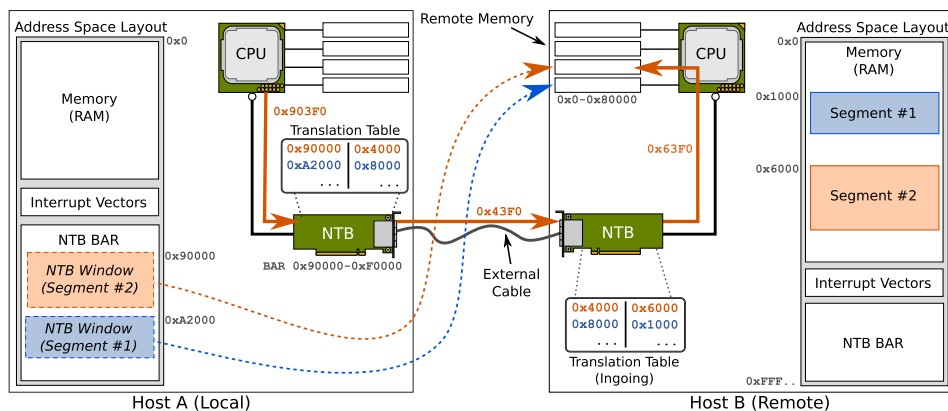 Address Space Layout
0x0
Memory
(RAM)
Interrupt Vectors
NTB BAR
0x90000
NTB Window
(Segment #2)
0xA2000
NTB Window
(Segment #1)
CPU
0x903F0
Translation Table
0x90000 0x4000
0xA2000 0x8000
... ...
NTB
BAR 0x90000-0xF0000
Host A (Local)
Remote Memory
0x43F0
External
Cable
CPU
0x0-0x80000
0x63F0
NTB
0x4000 0x6000
0x8000 0x1000
... ...
Translation Table
(Ingoing)
Address Space Layout
0x0
Memory
(RAM)
0x1000
Segment #1
0x6000
Segment #2
Interrupt Vectors
NTB BAR
0xFFF..
Host B (Remote)